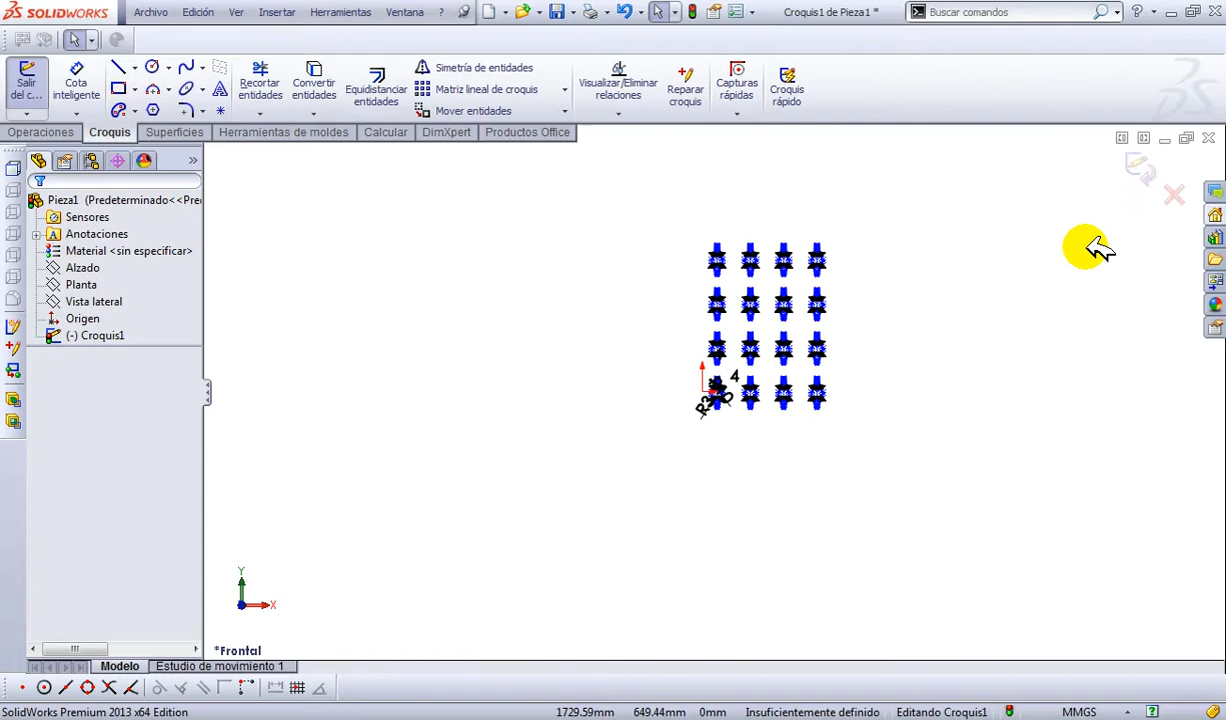 SOLIDWORKS Archivo Edición Ver Insertar Herramientas Ventana ? Croquis1 de Pieza1 * Buscar comandos ?
Salir del c... Cota inteligente Recortar entidades Convertir entidades Equidistanciar entidades Simetría de entidades Matriz lineal de croquis Mover entidades Visualizar/Eliminar relaciones Reparar croquis Capturas rápidas Croquis rápido
Operaciones Croquis Superficies Herramientas de moldes Calcular DimXpert Productos Office
Pieza1 (Predeterminado<<Pre
Sensores
A Anotaciones
Material <sin especificar>
Alzado
Planta
Vista lateral
Origen
(-) Croquis1
4
Y
X
*Frontal
Modelo Estudio de movimiento 1
SolidWorks Premium 2013 x64 Edition 1729.59mm 649.44mm 0mm Insuficientemente definido Editando Croquis1 MMGS ?